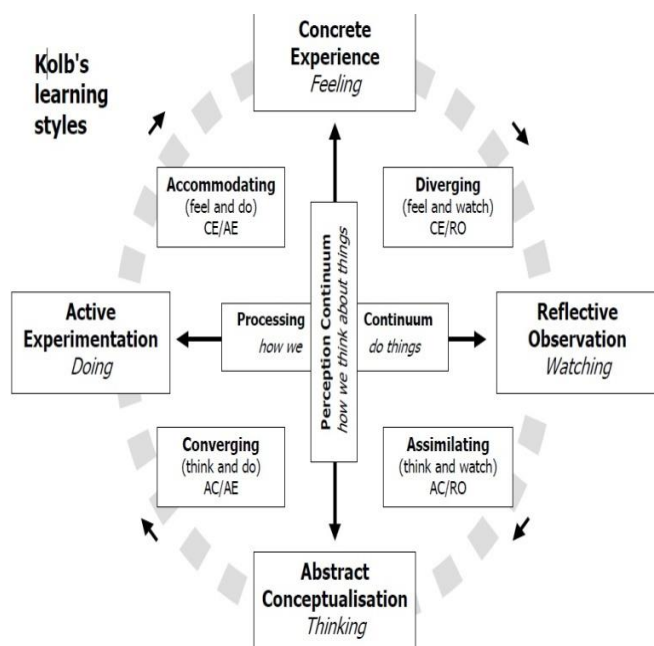 Concrete
Experience
Feeling
Kolb's
learning
styles
Accommodating
(feel and do)
CE/AE
Diverging
(feel and watch)
CE/RO
Perception Continuum
how we think about things
Active
Experimentation
Doing
Processing
how we
Continuum
do things
Reflective
Observation
Watching
Converging
(think and do)
AC/AE
Assimilating
(think and watch)
AC/RO
Abstract
Conceptualisation
Thinking